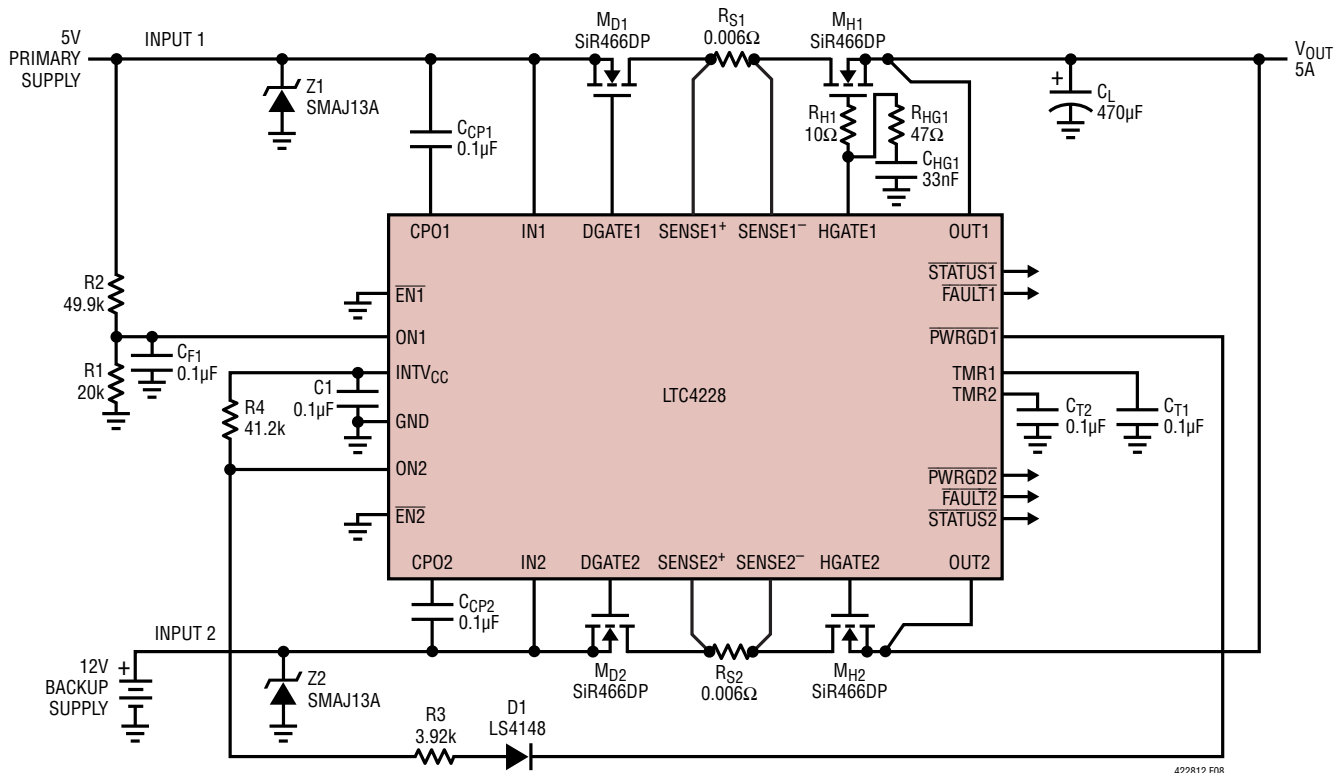 5V
PRIMARY
SUPPLY
INPUT 1
Z1
SMAJ13A
CCP1
0.1µF
MD1
SiR466DP
RS1
0.006Ω
MH1
SiR466DP
RH1
10Ω
RHG1
47Ω
CHG1
33nF
+
CL
470µF
VOUT
5A
CPO1
IN1
DGATE1
SENSE1+
SENSE1−
HGATE1
OUT1
R2
49.9k
R1
20k
CF1
0.1µF
R4
41.2k
C1
0.1µF
EN1
ON1
INTVCC
GND
ON2
EN2
LTC4228
STATUS1
FAULT1
PWRGD1
TMR1
TMR2
PWRGD2
FAULT2
STATUS2
CT2
0.1µF
CT1
0.1µF
CPO2
IN2
DGATE2
SENSE2+
SENSE2−
HGATE2
OUT2
CCP2
0.1µF
INPUT 2
12V
BACKUP
SUPPLY
+
Z2
SMAJ13A
MD2
SiR466DP
RS2
0.006Ω
MH2
SiR466DP
R3
3.92k
D1
LS4148
422812 F08